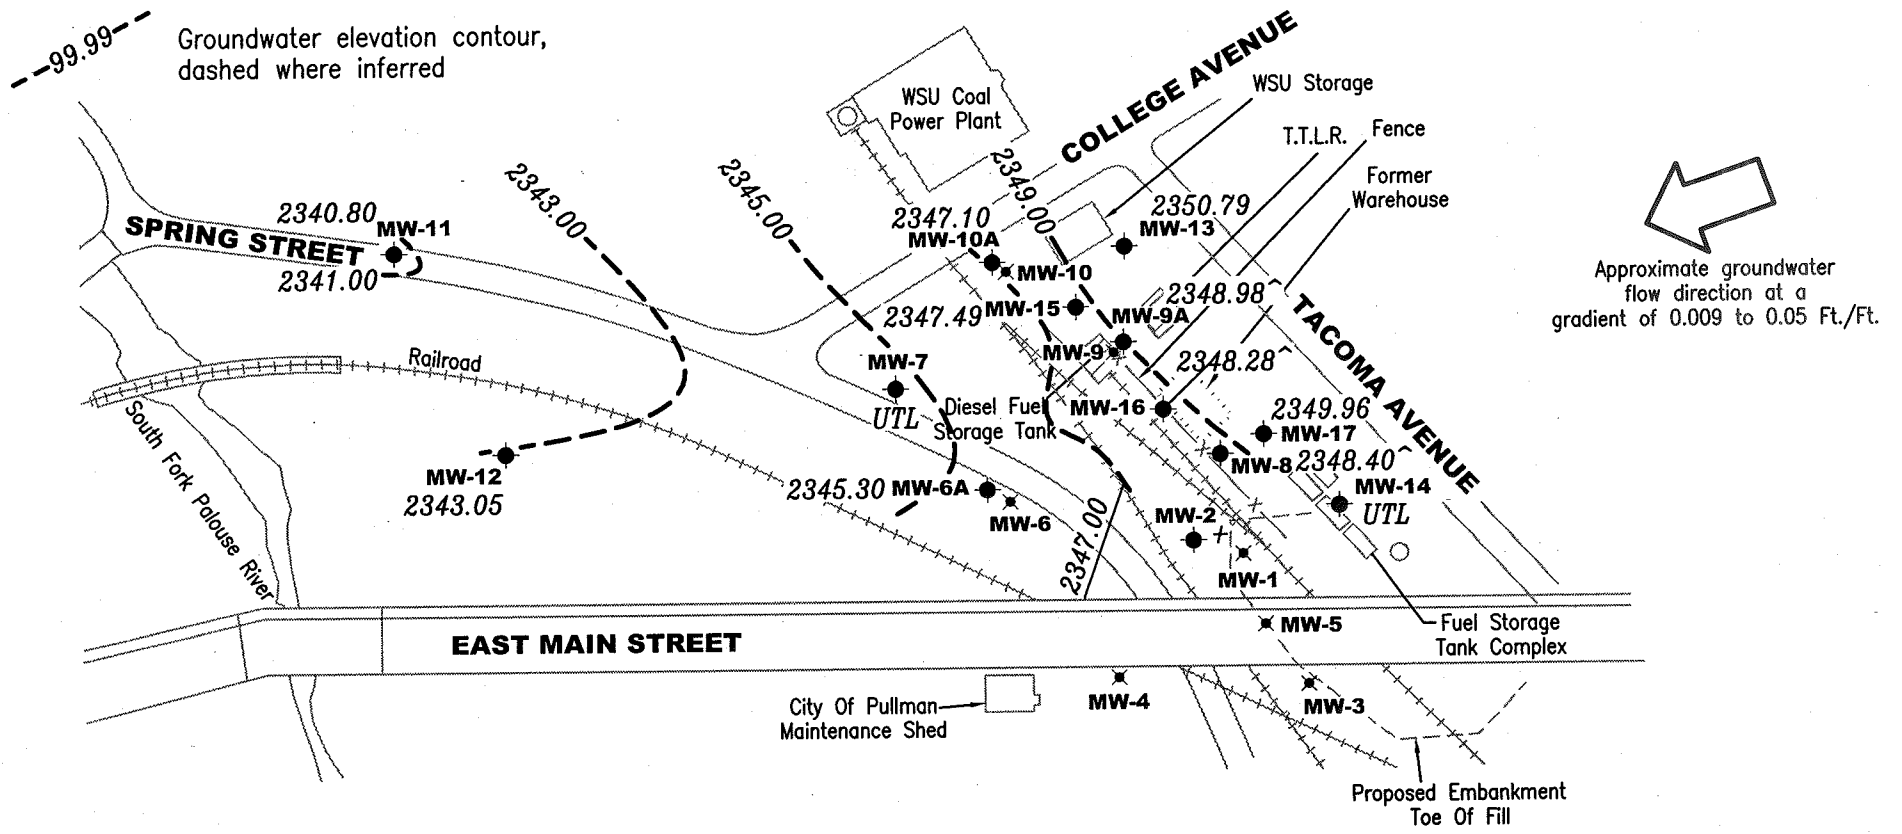 99.99
Groundwater elevation contour,
dashed where inferred
WSU Coal
Power Plant
COLLEGE AVENUE
WSU Storage
T.T.L.R.
Fence
Former
Warehouse
2343.00
2345.00
2349.00
2340.80
MW-11
SPRING STREET
2341.00
2347.10
MW-10A
MW-10
2350.79
MW-13
Approximate groundwater
flow direction at a
gradient of 0.009 to 0.05 Ft./Ft.
2347.49
MW-15
2348.98^
MW-9A
TACOMA AVENUE
MW-9
2348.28^
Railroad
MW-7
UTL
Diesel Fuel
Storage Tank
MW-16
2349.96
MW-17
MW-8
2348.40^
MW-14
UTL
South Fork Palouse River
MW-12
2343.05
2345.30
MW-6A
MW-6
MW-2
MW-1
2347.00
EAST MAIN STREET
MW-5
Fuel Storage
Tank Complex
MW-4
MW-3
City Of Pullman
Maintenance Shed
Proposed Embankment
Toe Of Fill